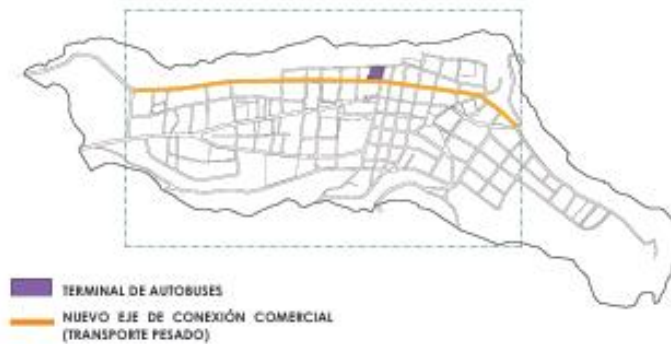 TERMINAL DE AUTOBUSES
NUEVO EJE DE CONEXIÓN COMERCIAL
(TRANSPORTE PESADO)